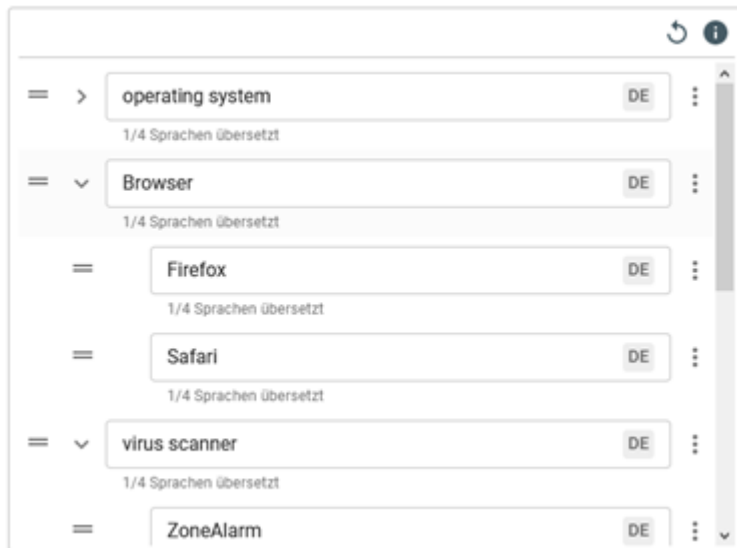 operating system DE
1/4 Sprachen übersetzt
Browser DE
1/4 Sprachen übersetzt
Firefox DE
1/4 Sprachen übersetzt
Safari DE
1/4 Sprachen übersetzt
virus scanner DE
1/4 Sprachen übersetzt
ZoneAlarm DE